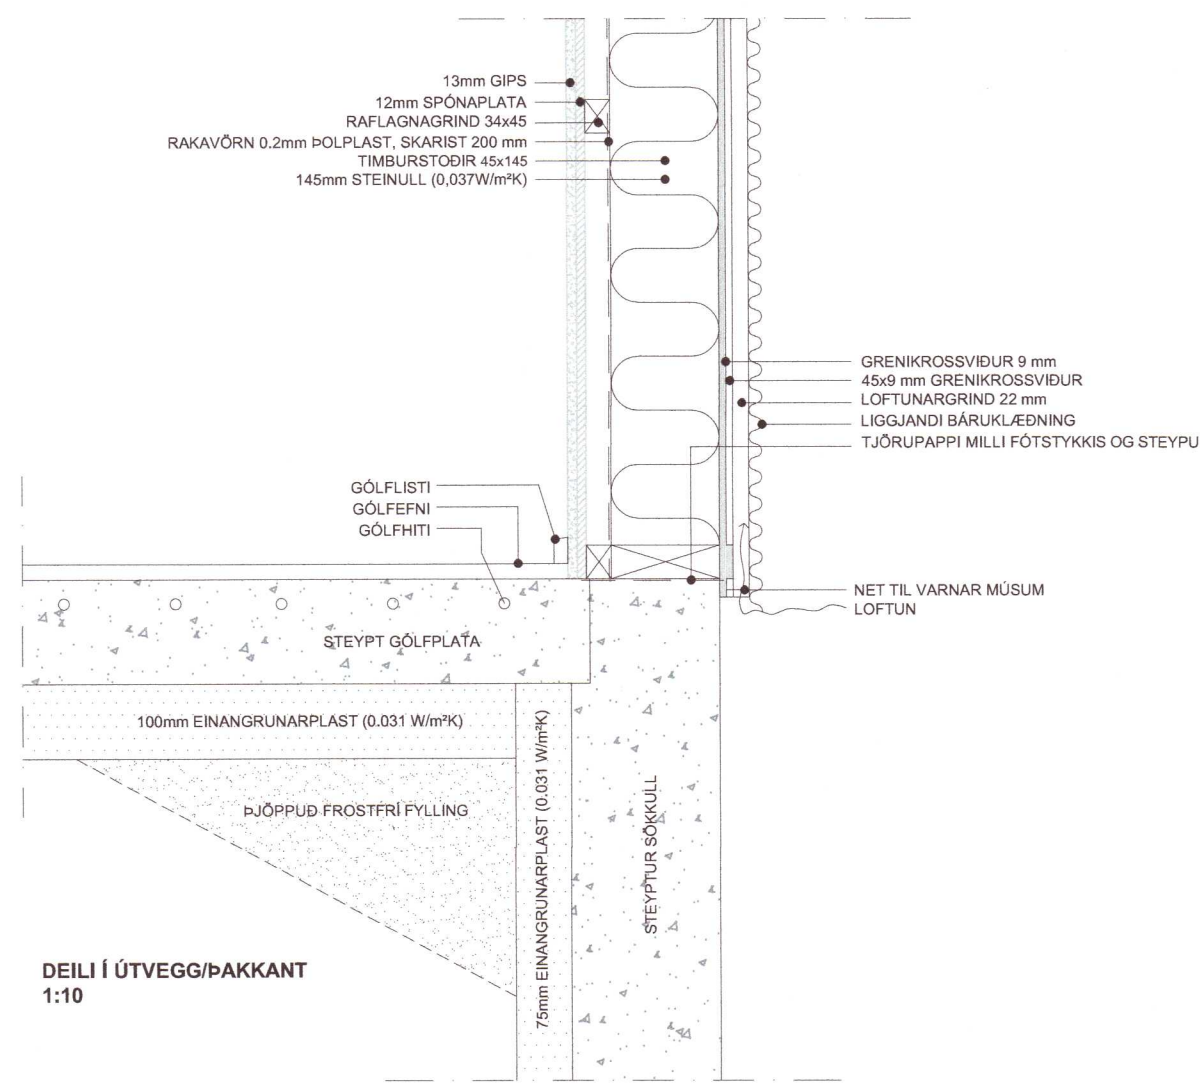 13mm GIPS
12mm SPÓNAPLATA
RAFLAGNAGRIND 34x45
RAKAVÖRN 0.2mm ÞOLPLAST, SKARIST 200 mm
TIMBURSTOÐIR 45x145
145mm STEINULL (0,037W/m²K)
GRENIKROSSVIÐUR 9 mm
45x9 mm GRENIKROSSVIÐUR
LOFTUNARGRIND 22 mm
LIGGJANDI BÁRUKLÆÐNING
TJÖRUPAPPI MILLI FÓTSTYKKIS OG STEYPU
GÓLFLISTI
GÓLFEFNI
GÓLFHITI
NET TIL VARNAR MÚSUM
LOFTUN
STEYPT GÓLFPLATA
100mm EINANGRUNARPLAST (0.031 W/m²K)
ÞJÖPPUÐ FROSTFRÍ FYLLING
75mm EINANGRUNARPLAST (0.031 W/m²K)
STEYPTUR SÖKKULL
DEILI Í ÚTVEGG/ÞAKKANT
1:10